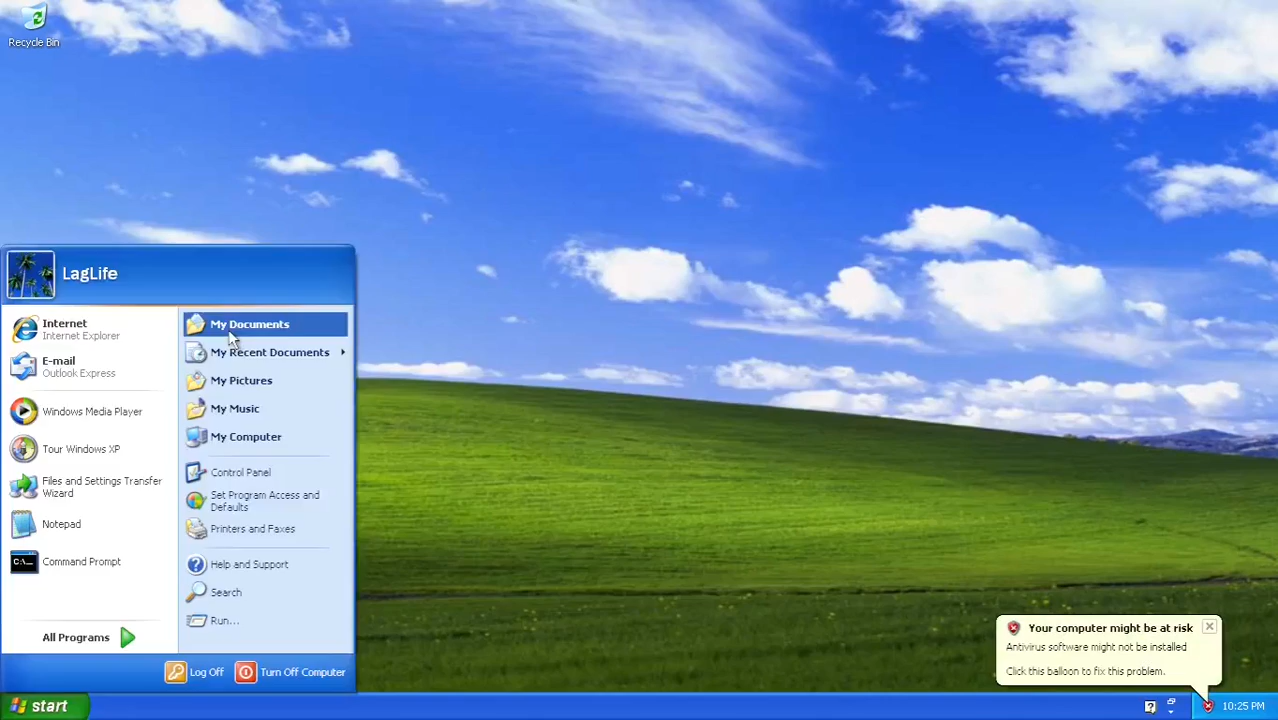 Recycle Bin
LagLife
Internet
Internet Explorer
E-mail
Outlook Express
Windows Media Player
Tour Windows XP
Files and Settings Transfer
Wizard
Notepad
C:\_
Command Prompt
All Programs
My Documents
My Recent Documents
My Pictures
My Music
My Computer
Control Panel
Set Program Access and
Defaults
Printers and Faxes
Help and Support
Search
Run...
Log Off
Turn Off Computer
Your computer might be at risk
Antivirus software might not be installed
Click this balloon to fix this problem.
start
10:25 PM